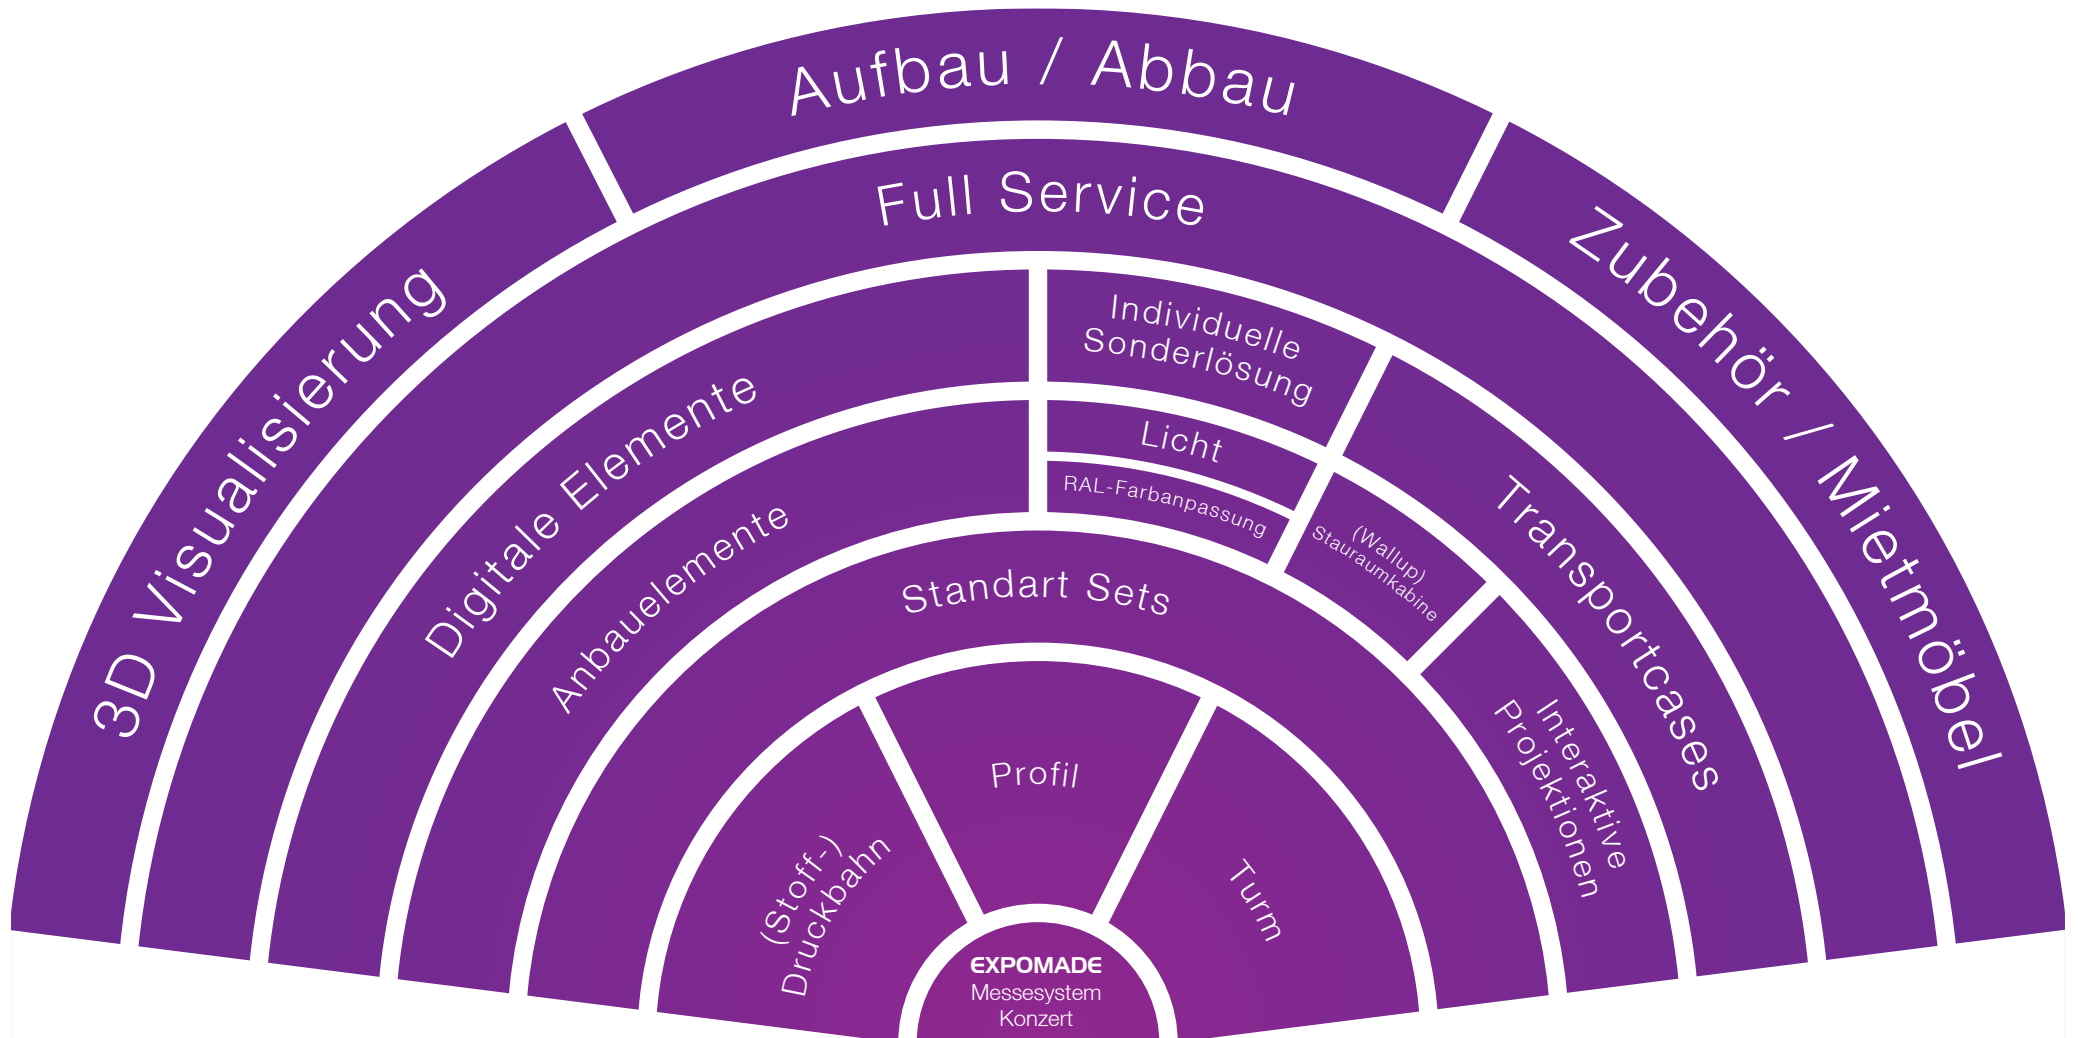 Aufbau / Abbau
3D Visualisierung
Zubehör / Mietmöbel
Full Service
Digitale Elemente
Individuelle
Sonderlösung
Transportcases
Anbauelemente
Licht
RAL-Farbanpassung
(Wallup)
Stauraumkabine
Interaktive
Projektionen
Standart Sets
(Stoff-)
Druckbahn
Profil
Turm
EXPOMADE
Messesystem
Konzert